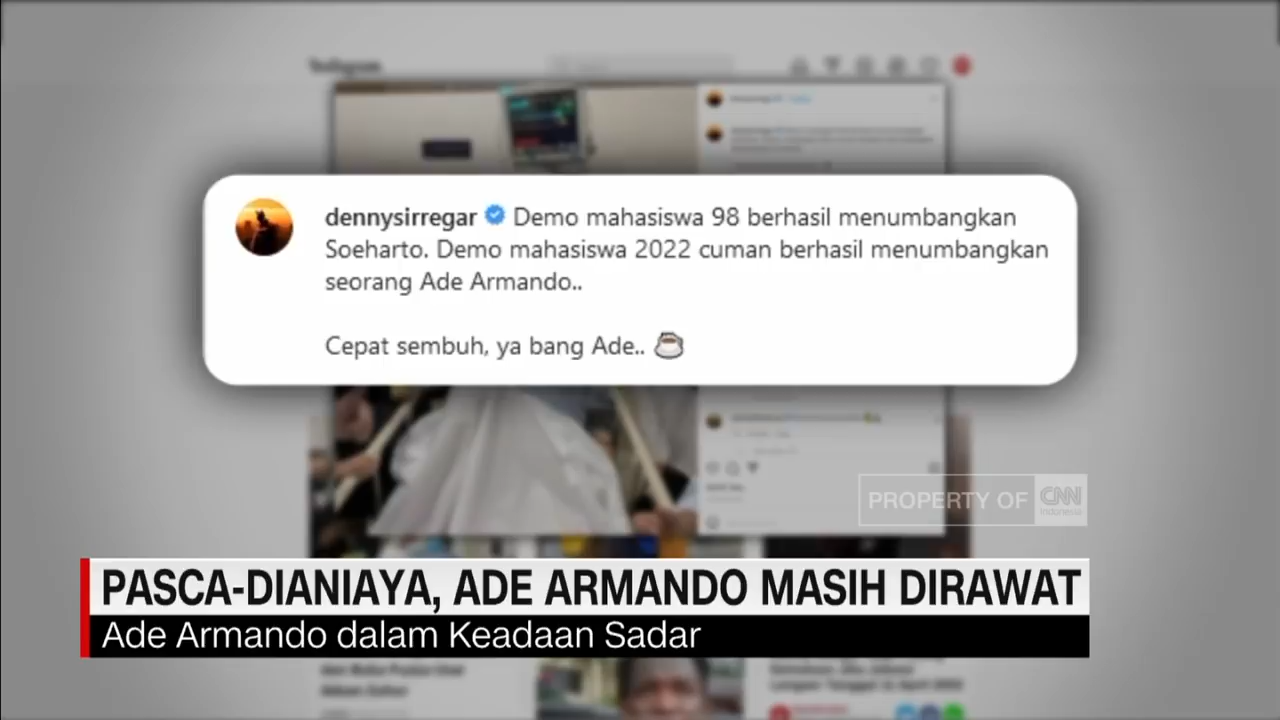 Instagram
dennysirregar Demo mahasiswa 98 berhasil menumbangkan
Soeharto. Demo mahasiswa 2022 cuman berhasil menumbangkan
seorang Ade Armando..
Cepat sembuh, ya bang Ade..
PROPERTY OF CNN
Indonesia
PASCA-DIANIAYA, ADE ARMANDO MASIH DIRAWAT
Ade Armando dalam Keadaan Sadar